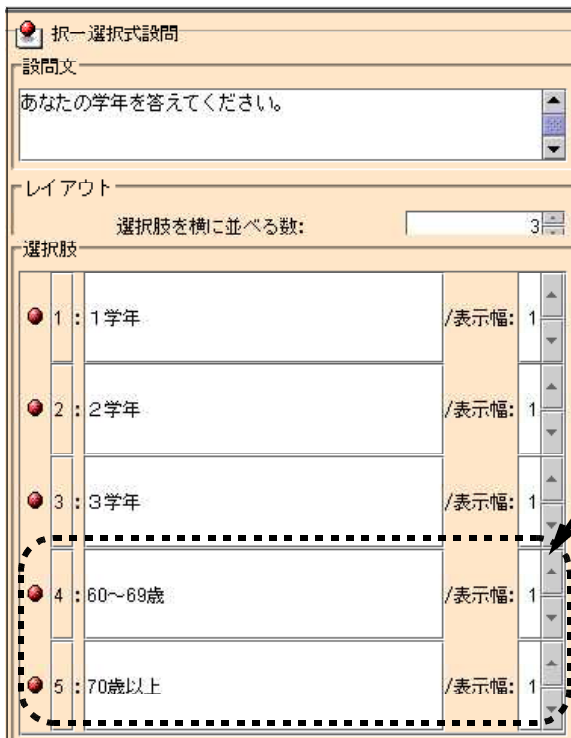 択一選択式設問
設問文
あなたの学年を答えてください。
レイアウト
選択肢を横に並べる数: 3
選択肢
1 : 1学年 /表示幅: 1
2 : 2学年 /表示幅: 1
3 : 3学年 /表示幅: 1
4 : 60~69歳 /表示幅: 1
5 : 70歳以上 /表示幅: 1